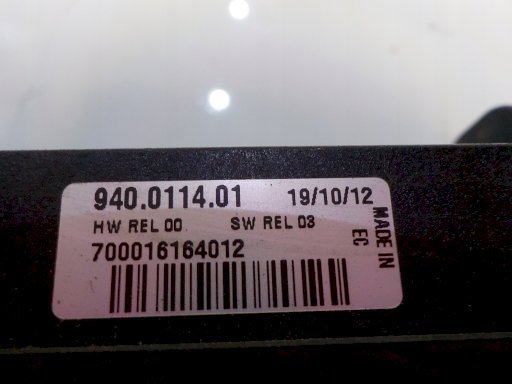 940.0114.01 19/10/12
HW REL 00 SW REL 03
700016164012
MADE IN
EC